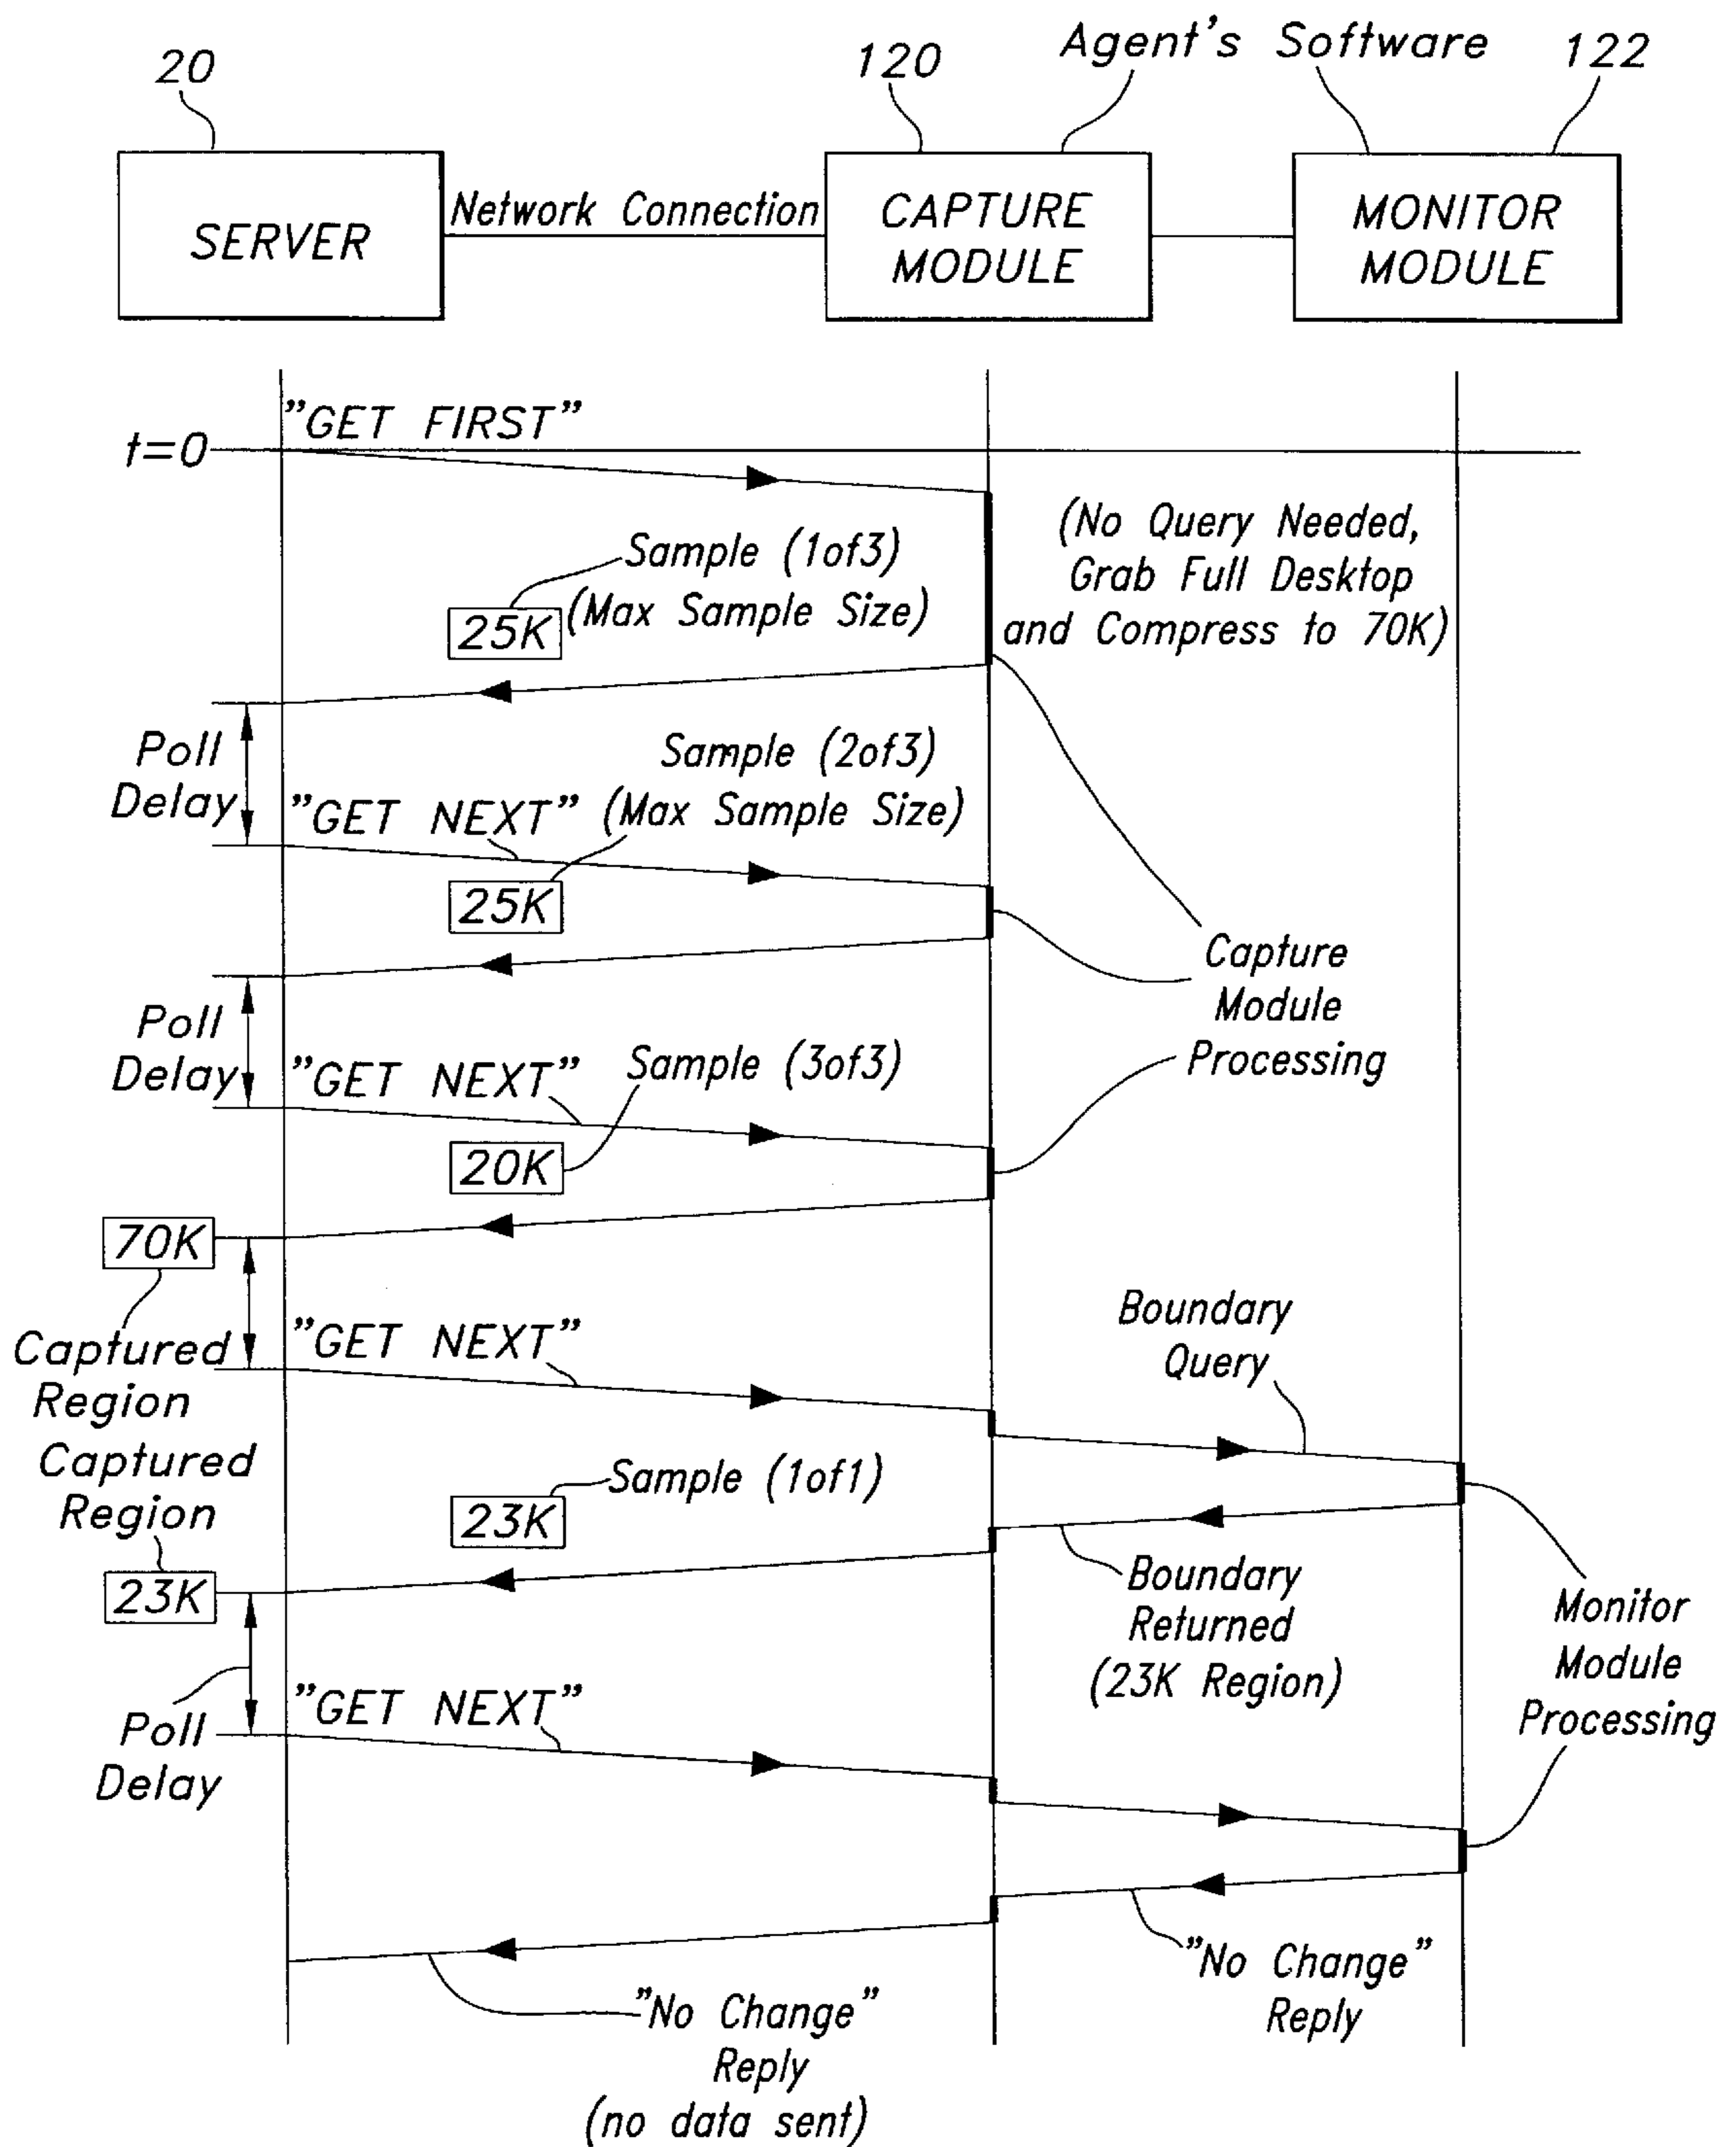 20
120
Agent's Software
122
SERVER
Network Connection
CAPTURE
MODULE
MONITOR
MODULE
"GET FIRST"
t=0
(No Query Needed,
Grab Full Desktop
and Compress to 70K)
Sample (1of3)
(Max Sample Size)
25K
Poll
Delay
Sample (2of3)
(Max Sample Size)
"GET NEXT"
25K
Capture
Module
Processing
Poll
Delay
"GET NEXT"
Sample (3of3)
20K
70K
Captured
Region
"GET NEXT"
Boundary
Query
Captured
Region
Sample (1of1)
23K
23K
Boundary
Returned
(23K Region)
Monitor
Module
Processing
"GET NEXT"
Poll
Delay
"No Change"
Reply
"No Change"
Reply
(no data sent)